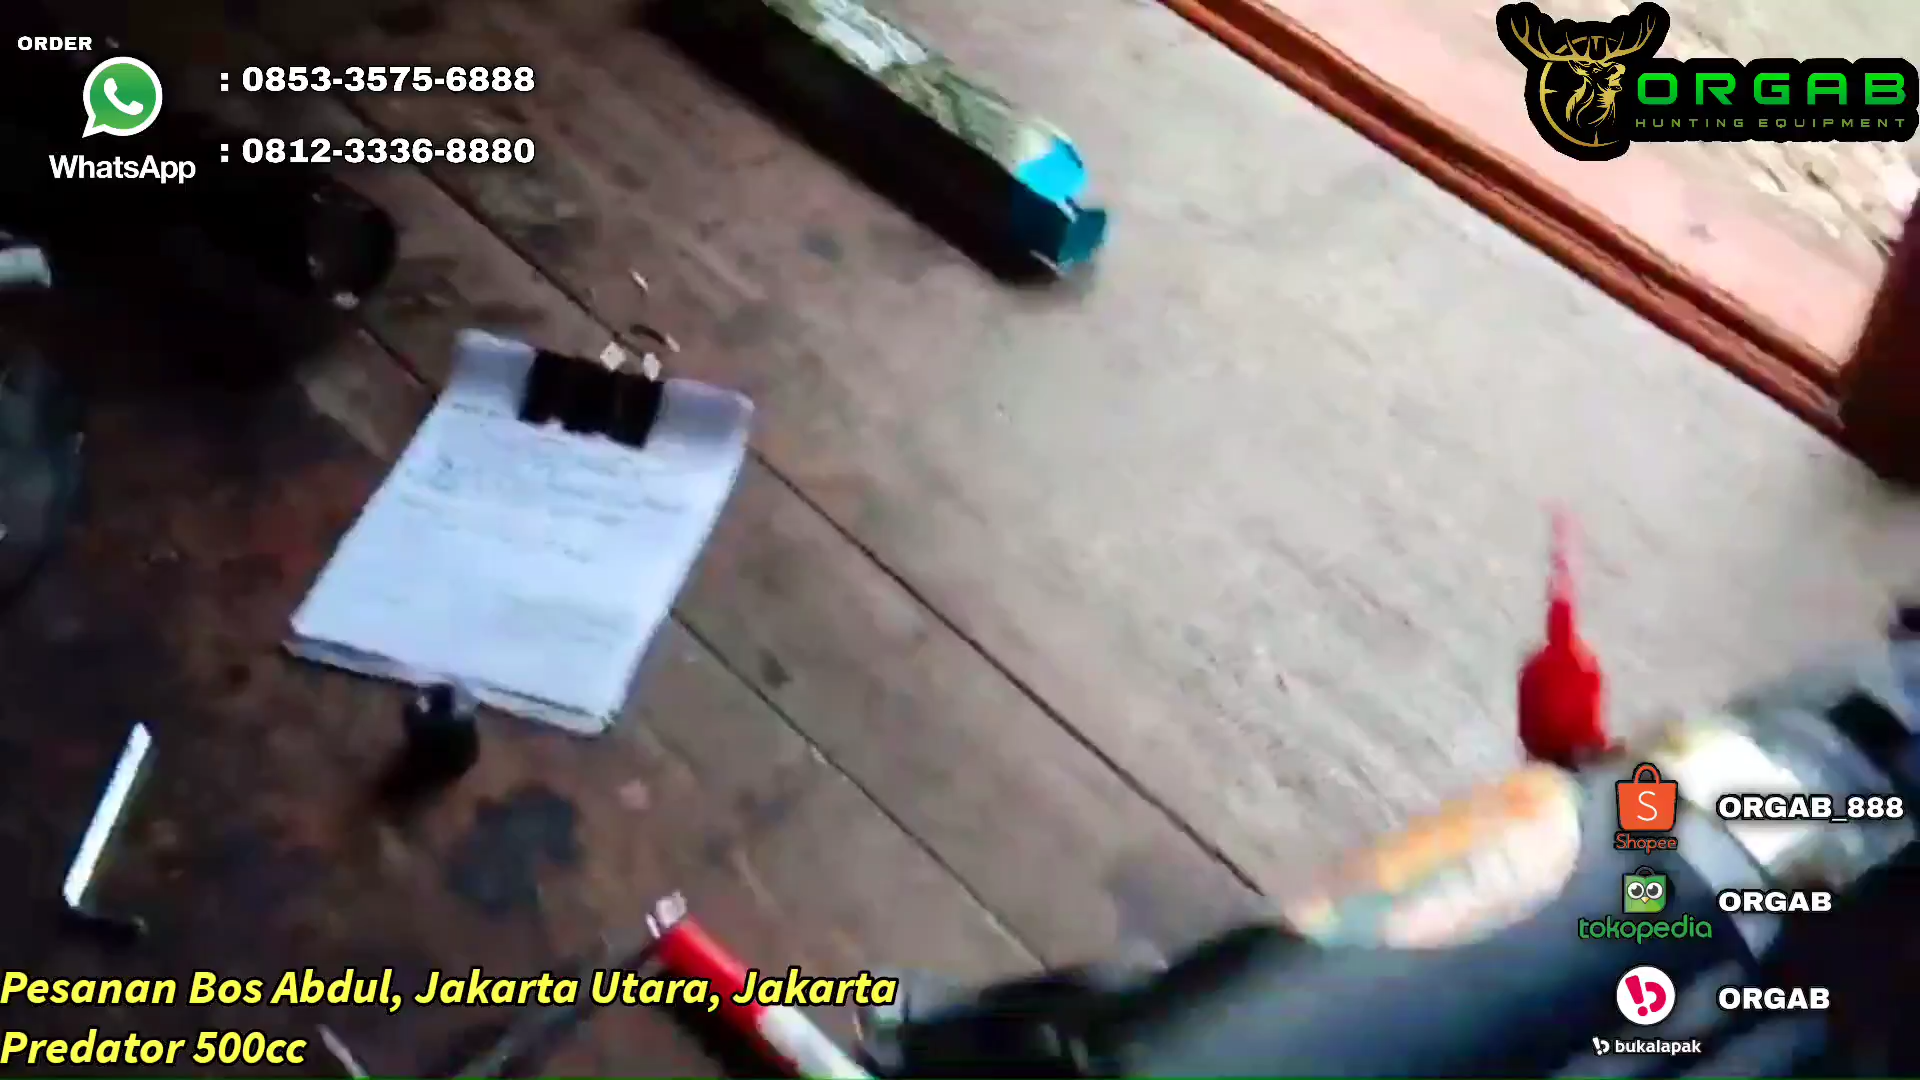 ORDER
WhatsApp
: 0853-3575-6888
: 0812-3336-8880
ORGAB
HUNTING EQUIPMENT
Shopee
ORGAB_888
tokopedia
ORGAB
bukalapak
ORGAB
Pesanan Bos Abdul, Jakarta Utara, Jakarta
Predator 500cc